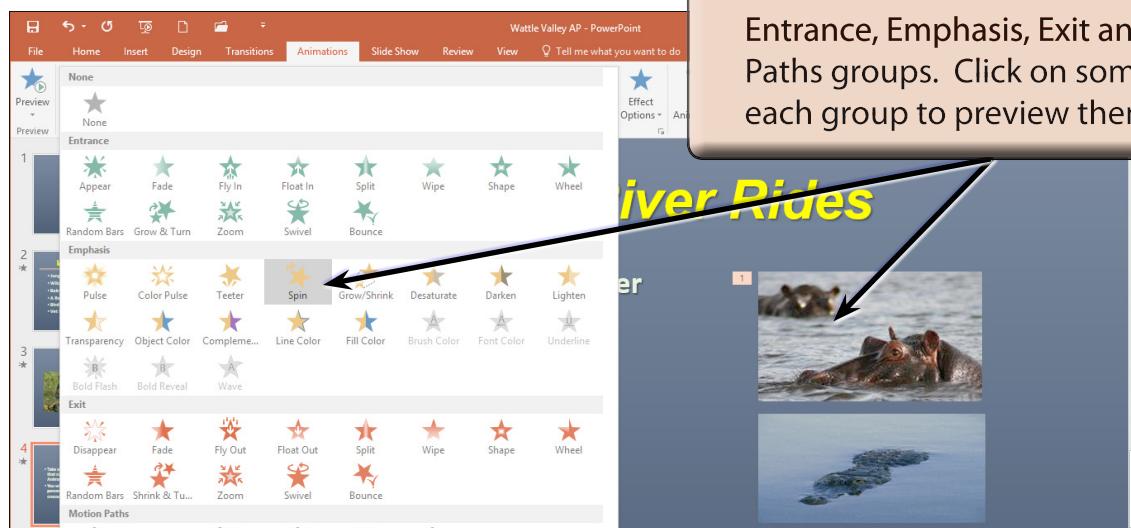 Wattle Valley AP - PowerPoint
File Home Insert Design Transitions Animations Slide Show Review View Tell me what you want to do
Entrance, Emphasis, Exit an
Paths groups. Click on som
each group to preview the
Preview
Preview
Effect
Options
Ani
None
None
Entrance
Appear Fade Fly In Float In Split Wipe Shape Wheel
Random Bars Grow & Turn Zoom Swivel Bounce
Emphasis
Pulse Color Pulse Teeter Spin Grow/Shrink Desaturate Darken Lighten
Transparency Object Color Compleme... Line Color Fill Color Brush Color Font Color Underline
Bold Flash Bold Reveal Wave
Exit
Disappear Fade Fly Out Float Out Split Wipe Shape Wheel
Random Bars Shrink & Tu... Zoom Swivel Bounce
Motion Paths
1
2
3
4
iver Rides
er
1